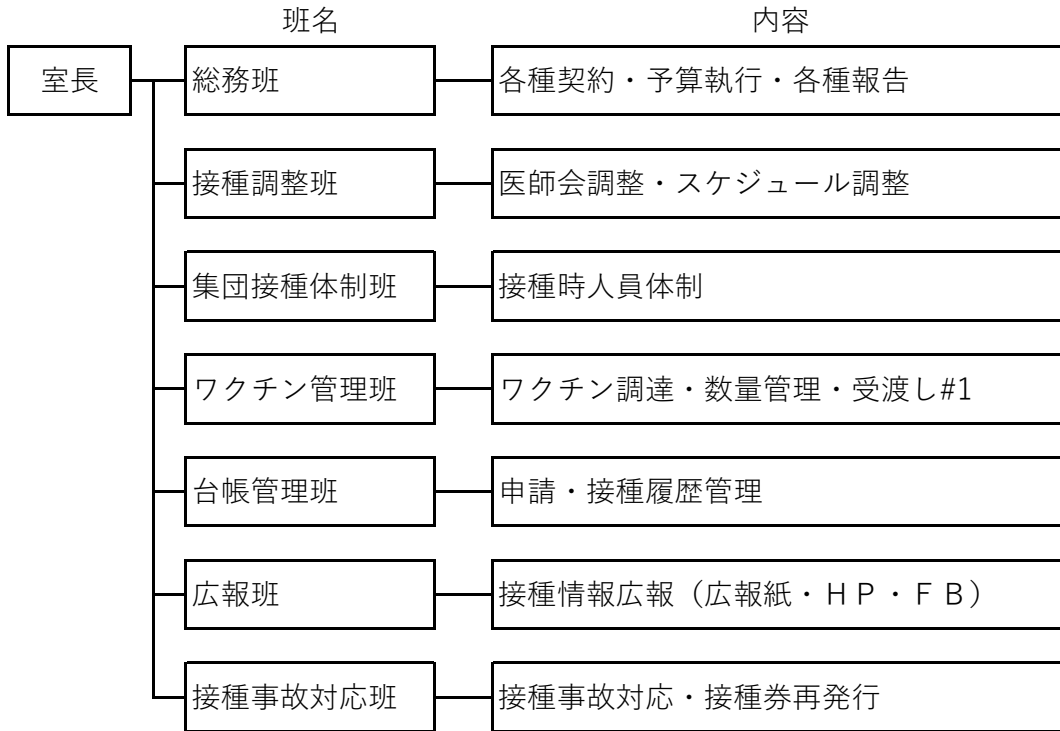 班名 内容
室長 総務班 各種契約・予算執行・各種報告
接種調整班 医師会調整・スケジュール調整
集団接種体制班 接種時人員体制
ワクチン管理班 ワクチン調達・数量管理・受渡し#1
台帳管理班 申請・接種履歴管理
広報班 接種情報広報（広報紙・ＨＰ・ＦＢ）
接種事故対応班 接種事故対応・接種券再発行